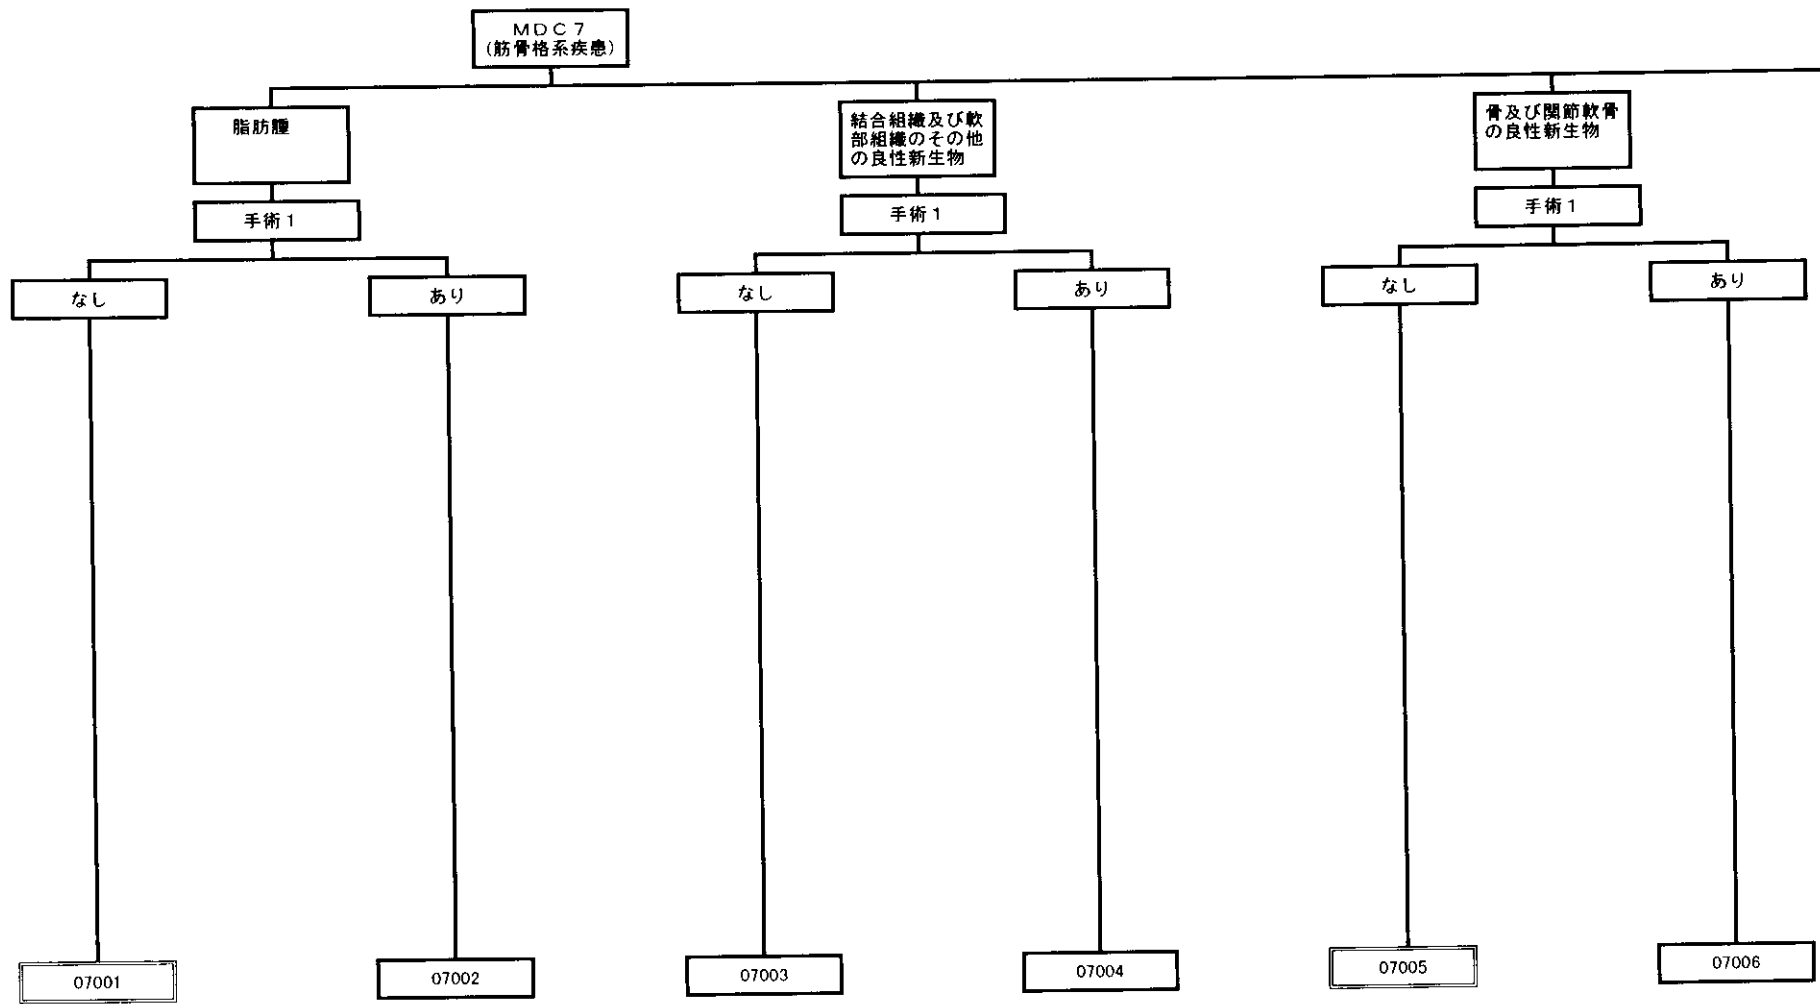 MDC7
(筋骨格系疾患)
脂肪腫
結合組織及び軟
部組織のその他
の良性新生物
骨及び関節軟骨
の良性新生物
手術1
手術1
手術1
なし
あり
なし
あり
なし
あり
07001
07002
07003
07004
07005
07006